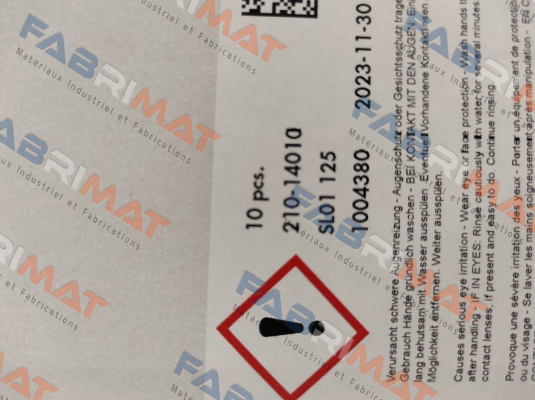 10 pcs.
210-14010
SL01 125
1004380 2023-11-30
Verursacht schwere Augenreizung - Augenschutz oder Gesichtsschutz
Gebrauch Hände gründlich waschen - BEI KONTAKT MIT DEN AUGEN:
lang behutsam mit Wasser ausspülen. Eventuell Vorhandene Kontaktlinsen
Möglichkeit entfernen. Weiter ausspülen.
Causes serious eye irritation - Wear eye or face protection - Wash hands
after handling - IF IN EYES: Rinse cautiously with water for several minutes
contact lenses, if present and easy to do. Continue rinsing.
Provoque une sévère irritation des yeux - Porter un équipement de
ou du visage - Se laver les mains soigneusement après manipulation - EN
FABRIMAT
Matériaux Industriel et Fabrications